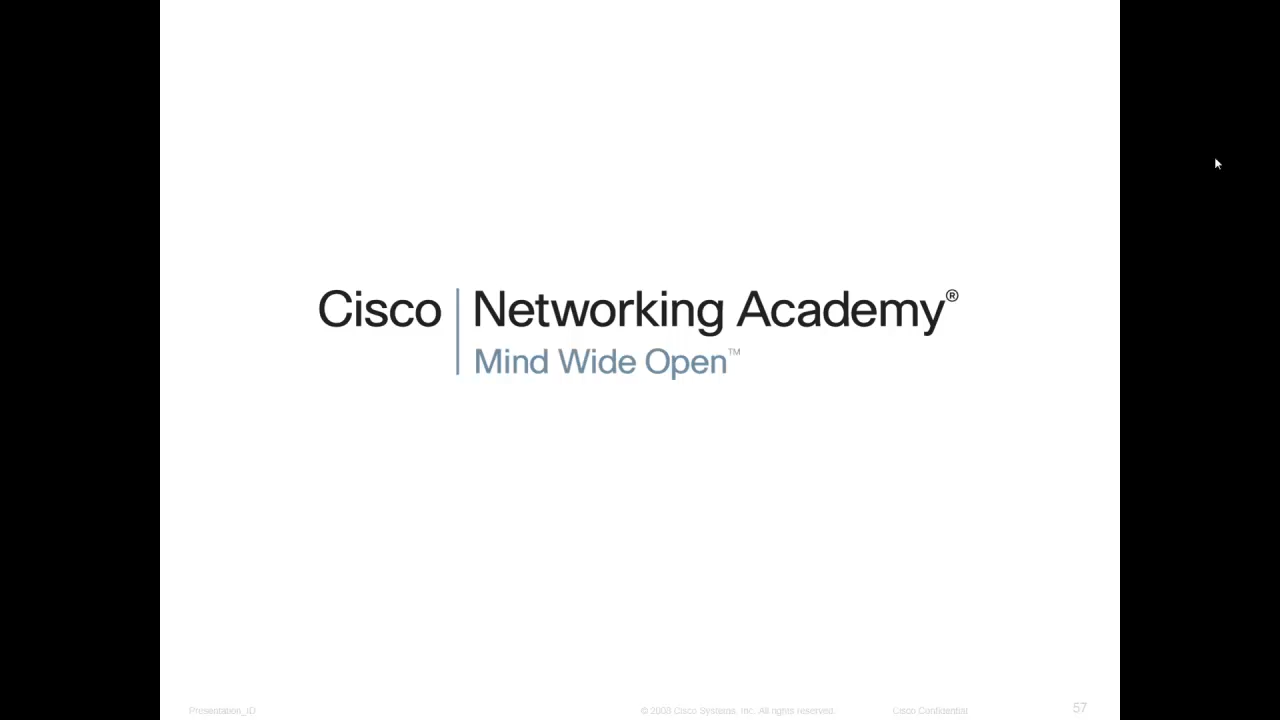 Cisco | Networking Academy®
Mind Wide Open™
Presentation_ID © 2008 Cisco Systems, Inc. All rights reserved. Cisco Confidential 57